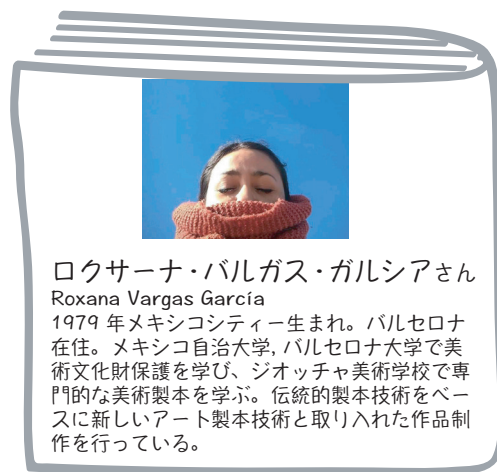 ロクサーナ・バルガス・ガルシアさん
Roxana Vargas García
1979 年メキシコシティー生まれ。バルセロナ
在住。メキシコ自治大学, バルセロナ大学で美
術文化財保護を学び、ジオッチャ美術学校で専
門的な美術製本を学ぶ。伝統的製本技術をベー
スに新しいアート製本技術と取り入れた作品制
作を行っている。